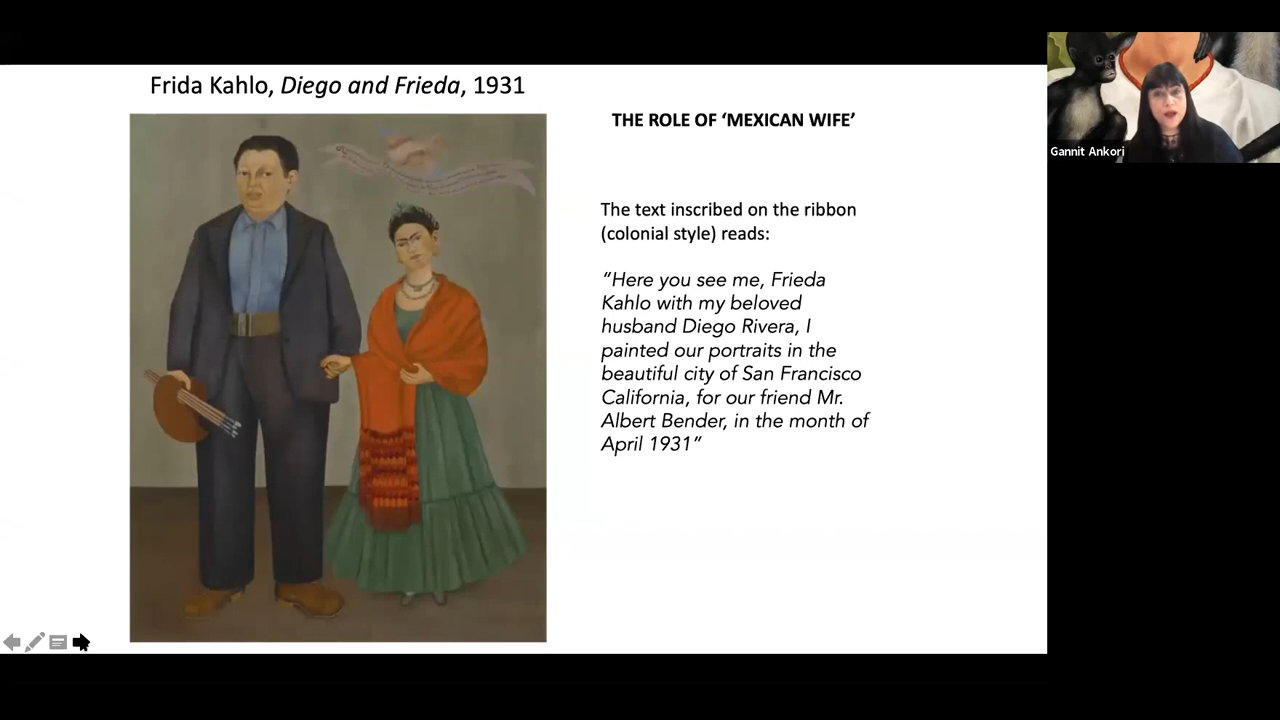 Frida Kahlo, Diego and Frieda, 1931
THE ROLE OF ‘MEXICAN WIFE’
The text inscribed on the ribbon
(colonial style) reads:
“Here you see me, Frieda
Kahlo with my beloved
husband Diego Rivera, I
painted our portraits in the
beautiful city of San Francisco
California, for our friend Mr.
Albert Bender, in the month of
April 1931”
Gannit Ankori